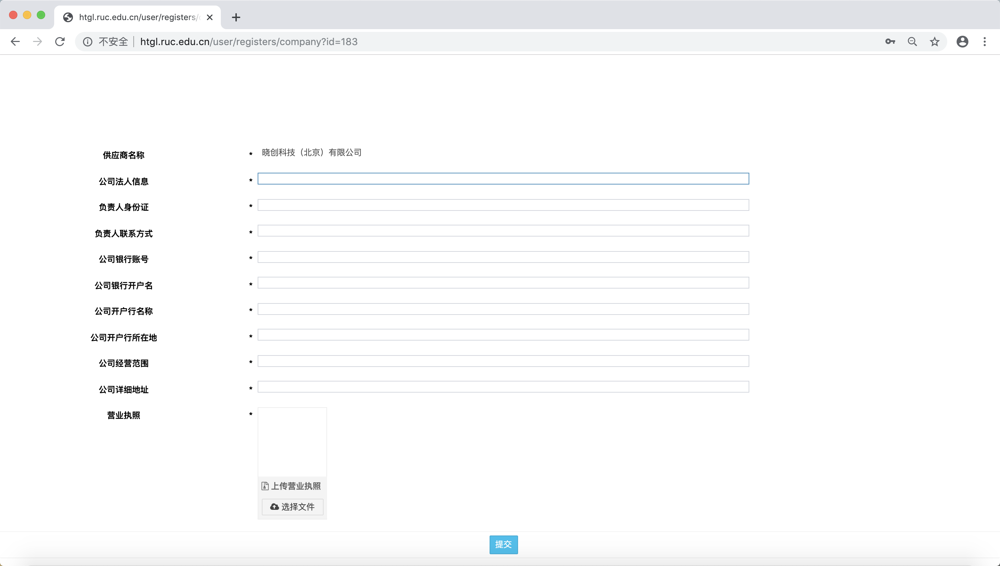 htgl.ruc.edu.cn/user/registers/
不安全 htgl.ruc.edu.cn/user/registers/company?id=183
供应商名称 * 晓创科技（北京）有限公司
公司法人信息 *
负责人身份证 *
负责人联系方式 *
公司银行账号 *
公司银行开户名 *
公司开户行名称 *
公司开户行所在地 *
公司经营范围 *
公司详细地址 *
营业执照 *
上传营业执照
选择文件
提交